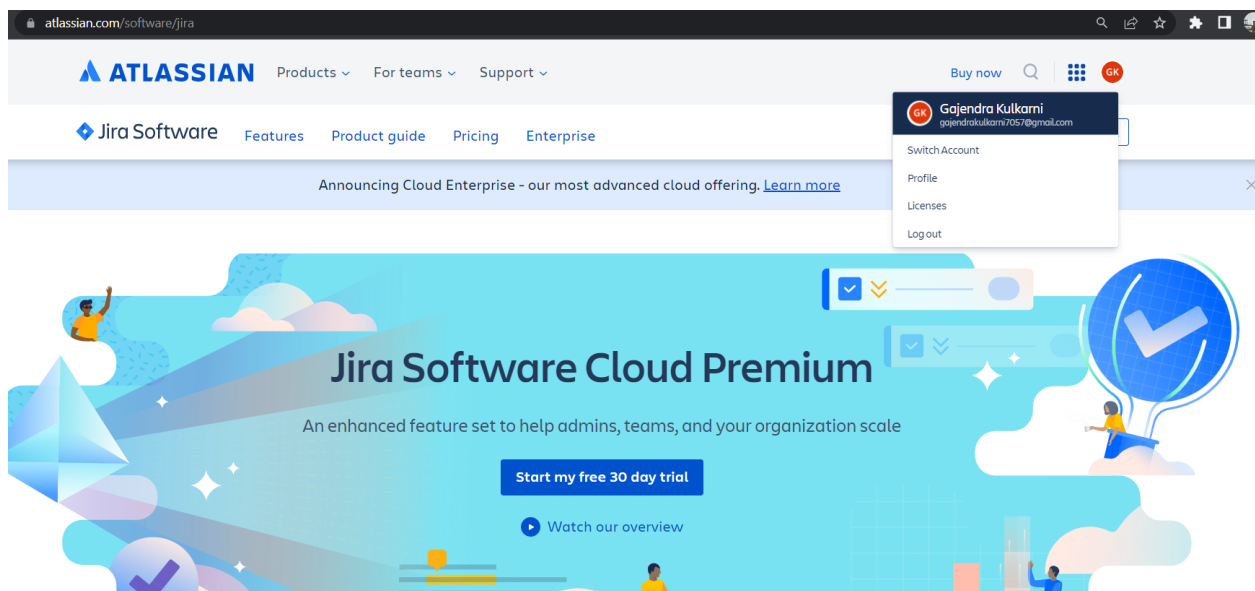 atlassian.com/software/jira
ATLASSIAN Products For teams Support Buy now GK
GK Gajendra Kulkarni
gajendrakulkarni7057@gmail.com
Jira Software Features Product guide Pricing Enterprise
Switch Account
Profile
Licenses
Log out
Announcing Cloud Enterprise - our most advanced cloud offering. Learn more
Jira Software Cloud Premium
An enhanced feature set to help admins, teams, and your organization scale
Start my free 30 day trial
Watch our overview